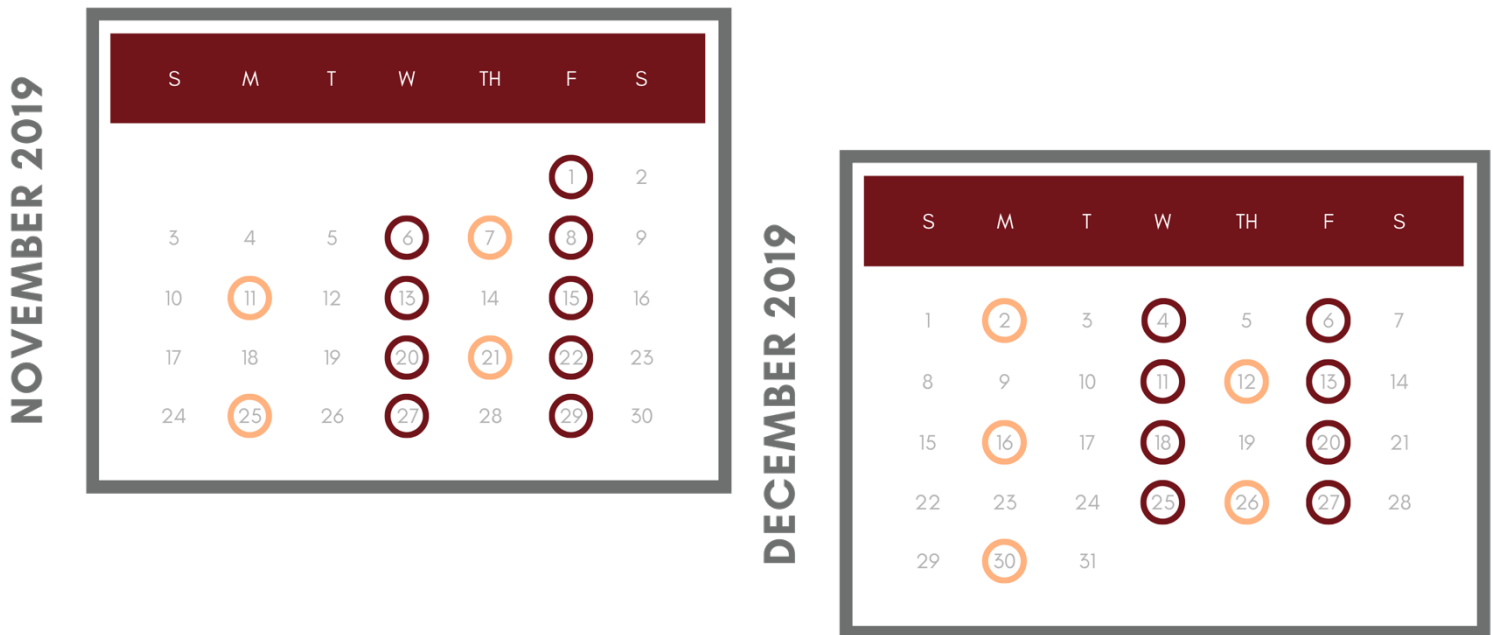 NOVEMBER 2019
S M T W TH F S
1 2
3 4 5 6 7 8 9
10 11 12 13 14 15 16
17 18 19 20 21 22 23
24 25 26 27 28 29 30
DECEMBER 2019
S M T W TH F S
1 2 3 4 5 6 7
8 9 10 11 12 13 14
15 16 17 18 19 20 21
22 23 24 25 26 27 28
29 30 31